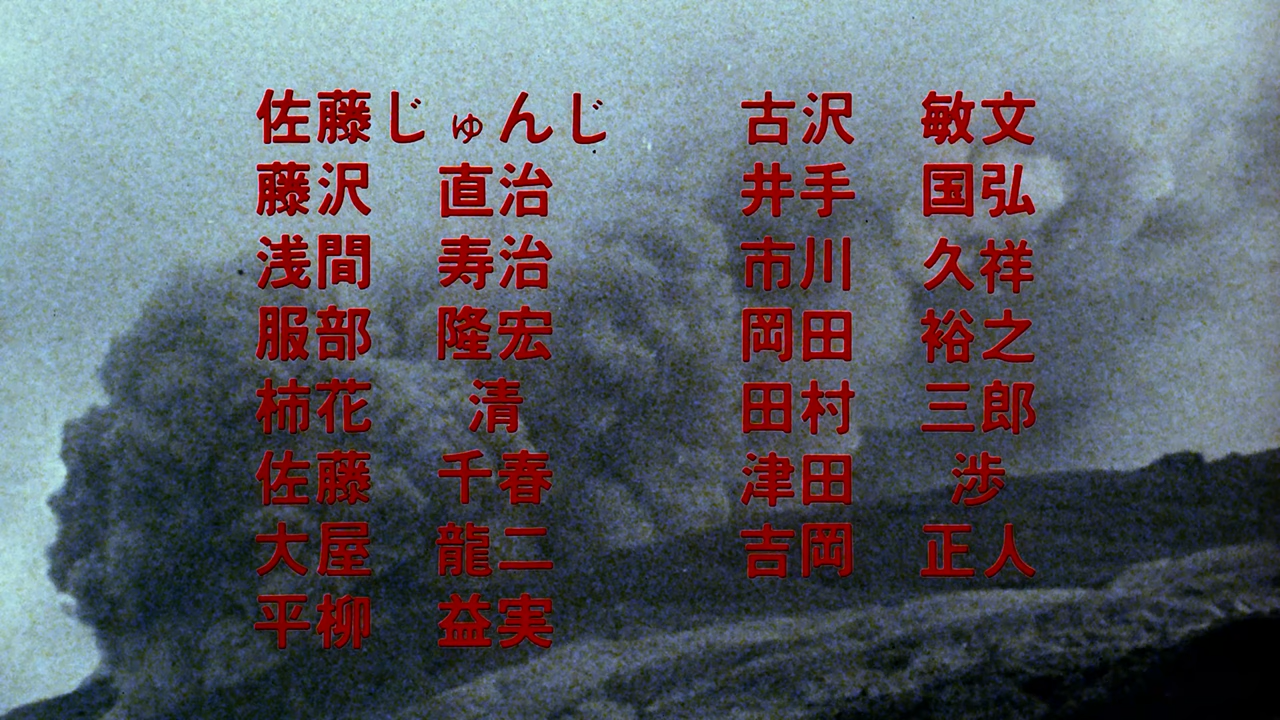 佐藤じゅんじ
藤沢　直治
浅間　寿治
服部　隆宏
柿花　清
佐藤　千春
大屋　龍二
平柳　益実
古沢　敏文
井手　国弘
市川　久祥
岡田　裕之
田村　三郎
津田　渉
吉岡　正人